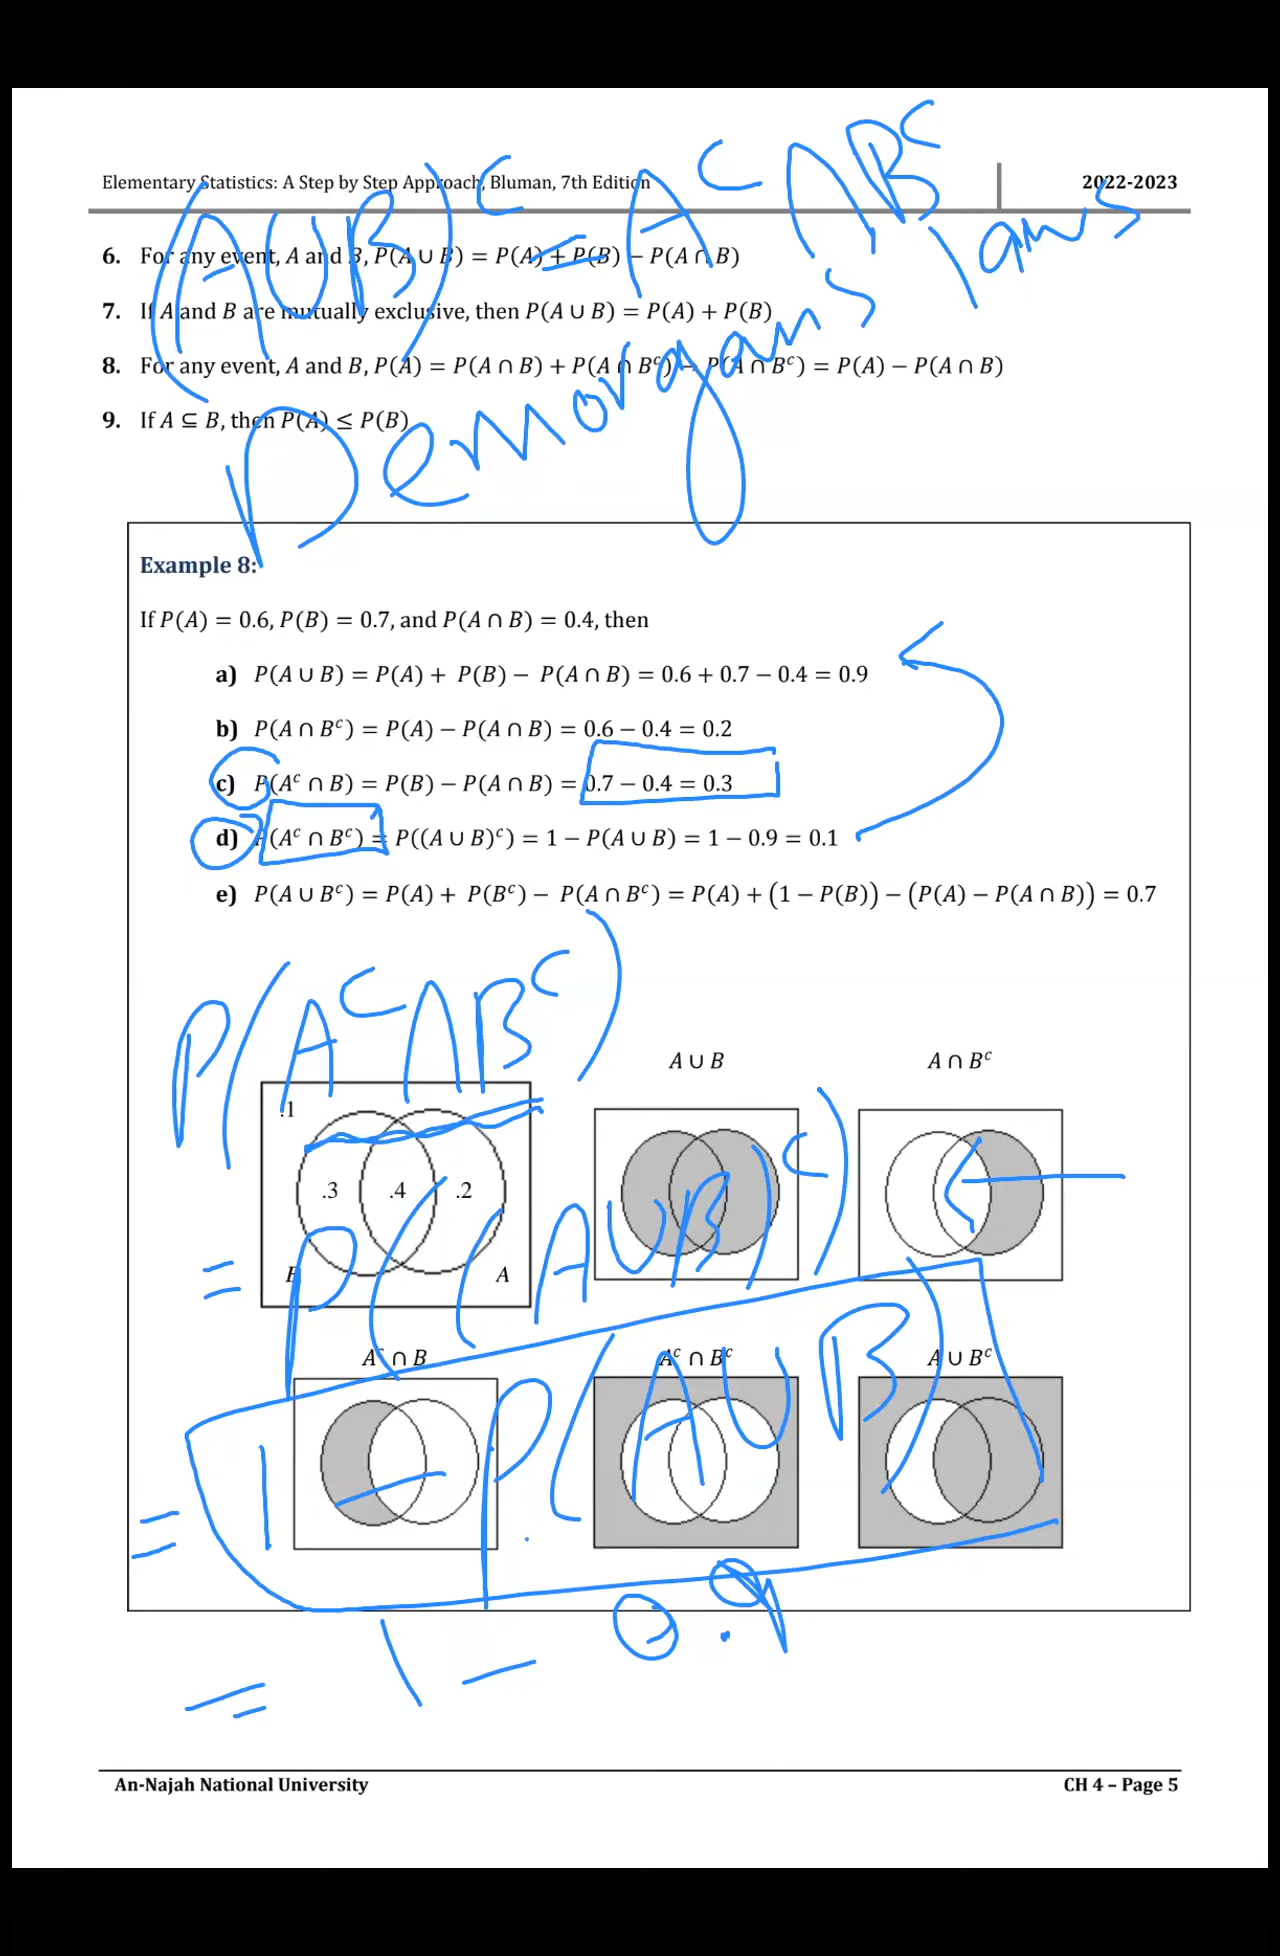 (A∪B)ᶜ = Aᶜ ∩ Bᶜ
Demorgans laws
Elementary Statistics: A Step by Step Approach, Bluman, 7th Edition 2022-2023
6. For any event, A and B, P(A ∪ B) = P(A) + P(B) − P(A ∩ B)
7. If A and B are mutually exclusive, then P(A ∪ B) = P(A) + P(B)
8. For any event, A and B, P(A) = P(A ∩ B) + P(A ∩ Bᶜ) → P(A ∩ Bᶜ) = P(A) − P(A ∩ B)
9. If A ⊆ B, then P(A) ≤ P(B)
Example 8:
If P(A) = 0.6, P(B) = 0.7, and P(A ∩ B) = 0.4, then
a) P(A ∪ B) = P(A) + P(B) − P(A ∩ B) = 0.6 + 0.7 − 0.4 = 0.9
b) P(A ∩ Bᶜ) = P(A) − P(A ∩ B) = 0.6 − 0.4 = 0.2
c) P(Aᶜ ∩ B) = P(B) − P(A ∩ B) = 0.7 − 0.4 = 0.3
d) P(Aᶜ ∩ Bᶜ) = P((A ∪ B)ᶜ) = 1 − P(A ∪ B) = 1 − 0.9 = 0.1
e) P(A ∪ Bᶜ) = P(A) + P(Bᶜ) − P(A ∩ Bᶜ) = P(A) + (1 − P(B)) − (P(A) − P(A ∩ B)) = 0.7
P(Aᶜ∩Bᶜ)
A ∪ B
A ∩ Bᶜ
.1
.3 .4 .2
B A
= P((A∪B)ᶜ)
Aᶜ ∩ B
Aᶜ ∩ Bᶜ
A ∪ Bᶜ
= 1 − P(A∪B)
= 1 − 0.9
An-Najah National University CH 4 – Page 5